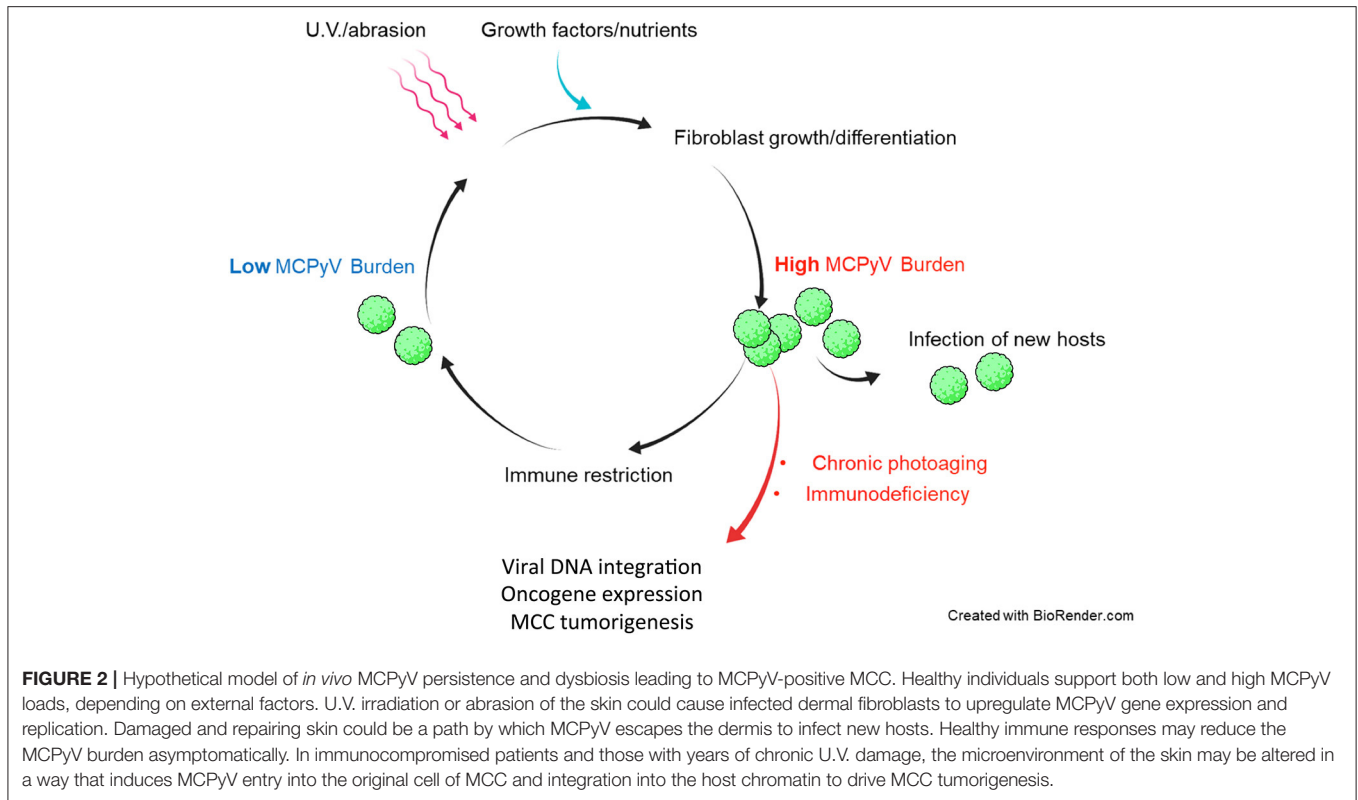 U.V./abrasion
Growth factors/nutrients
Fibroblast growth/differentiation
Low MCPyV Burden
High MCPyV Burden
Infection of new hosts
• Chronic photoaging
• Immunodeficiency
Immune restriction
Viral DNA integration
Oncogene expression
MCC tumorigenesis
Created with BioRender.com
FIGURE 2 | Hypothetical model of in vivo MCPyV persistence and dysbiosis leading to MCPyV-positive MCC. Healthy individuals support both low and high MCPyV
loads, depending on external factors. U.V. irradiation or abrasion of the skin could cause infected dermal fibroblasts to upregulate MCPyV gene expression and
replication. Damaged and repairing skin could be a path by which MCPyV escapes the dermis to infect new hosts. Healthy immune responses may reduce the
MCPyV burden asymptomatically. In immunocompromised patients and those with years of chronic U.V. damage, the microenvironment of the skin may be altered in
a way that induces MCPyV entry into the original cell of MCC and integration into the host chromatin to drive MCC tumorigenesis.